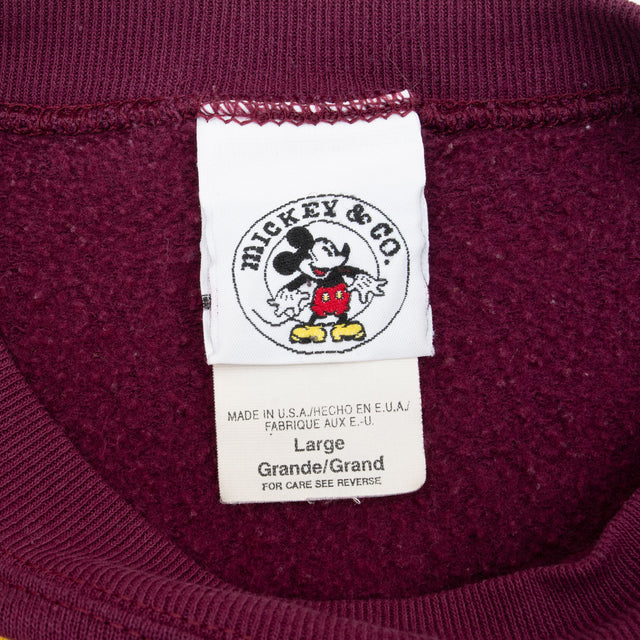 MICKEY & CO.
MADE IN U.S.A./HECHO EN E.U.A./
FABRIQUE AUX E.-U.
Large
Grande/Grand
FOR CARE SEE REVERSE